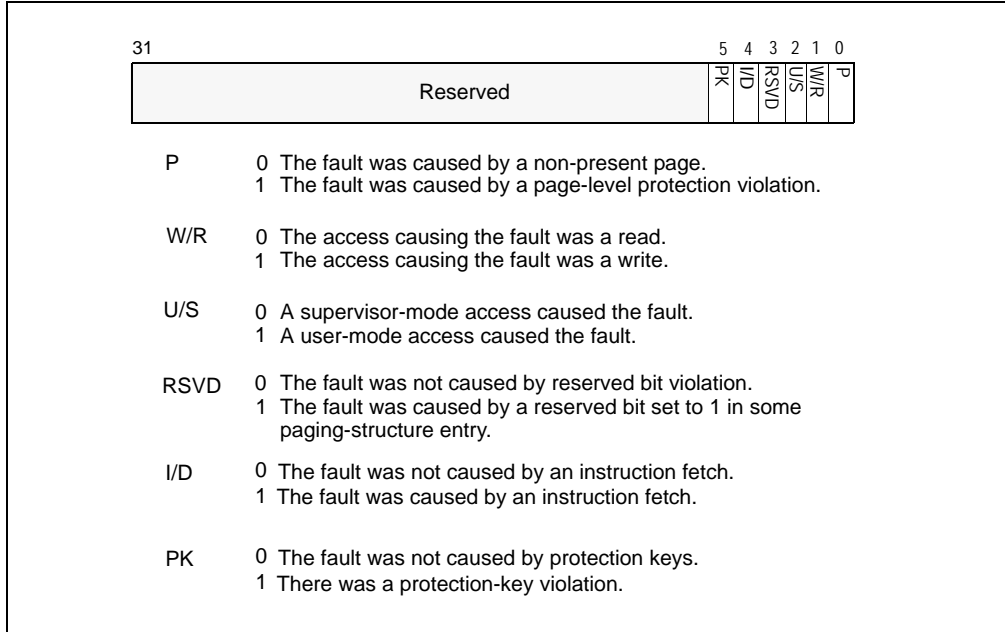 31 5 4 3 2 1 0
Reserved PK I/D RSVD U/S W/R P
P 0 The fault was caused by a non-present page.
1 The fault was caused by a page-level protection violation.
W/R 0 The access causing the fault was a read.
1 The access causing the fault was a write.
U/S 0 A supervisor-mode access caused the fault.
1 A user-mode access caused the fault.
RSVD 0 The fault was not caused by reserved bit violation.
1 The fault was caused by a reserved bit set to 1 in some
paging-structure entry.
I/D 0 The fault was not caused by an instruction fetch.
1 The fault was caused by an instruction fetch.
PK 0 The fault was not caused by protection keys.
1 There was a protection-key violation.